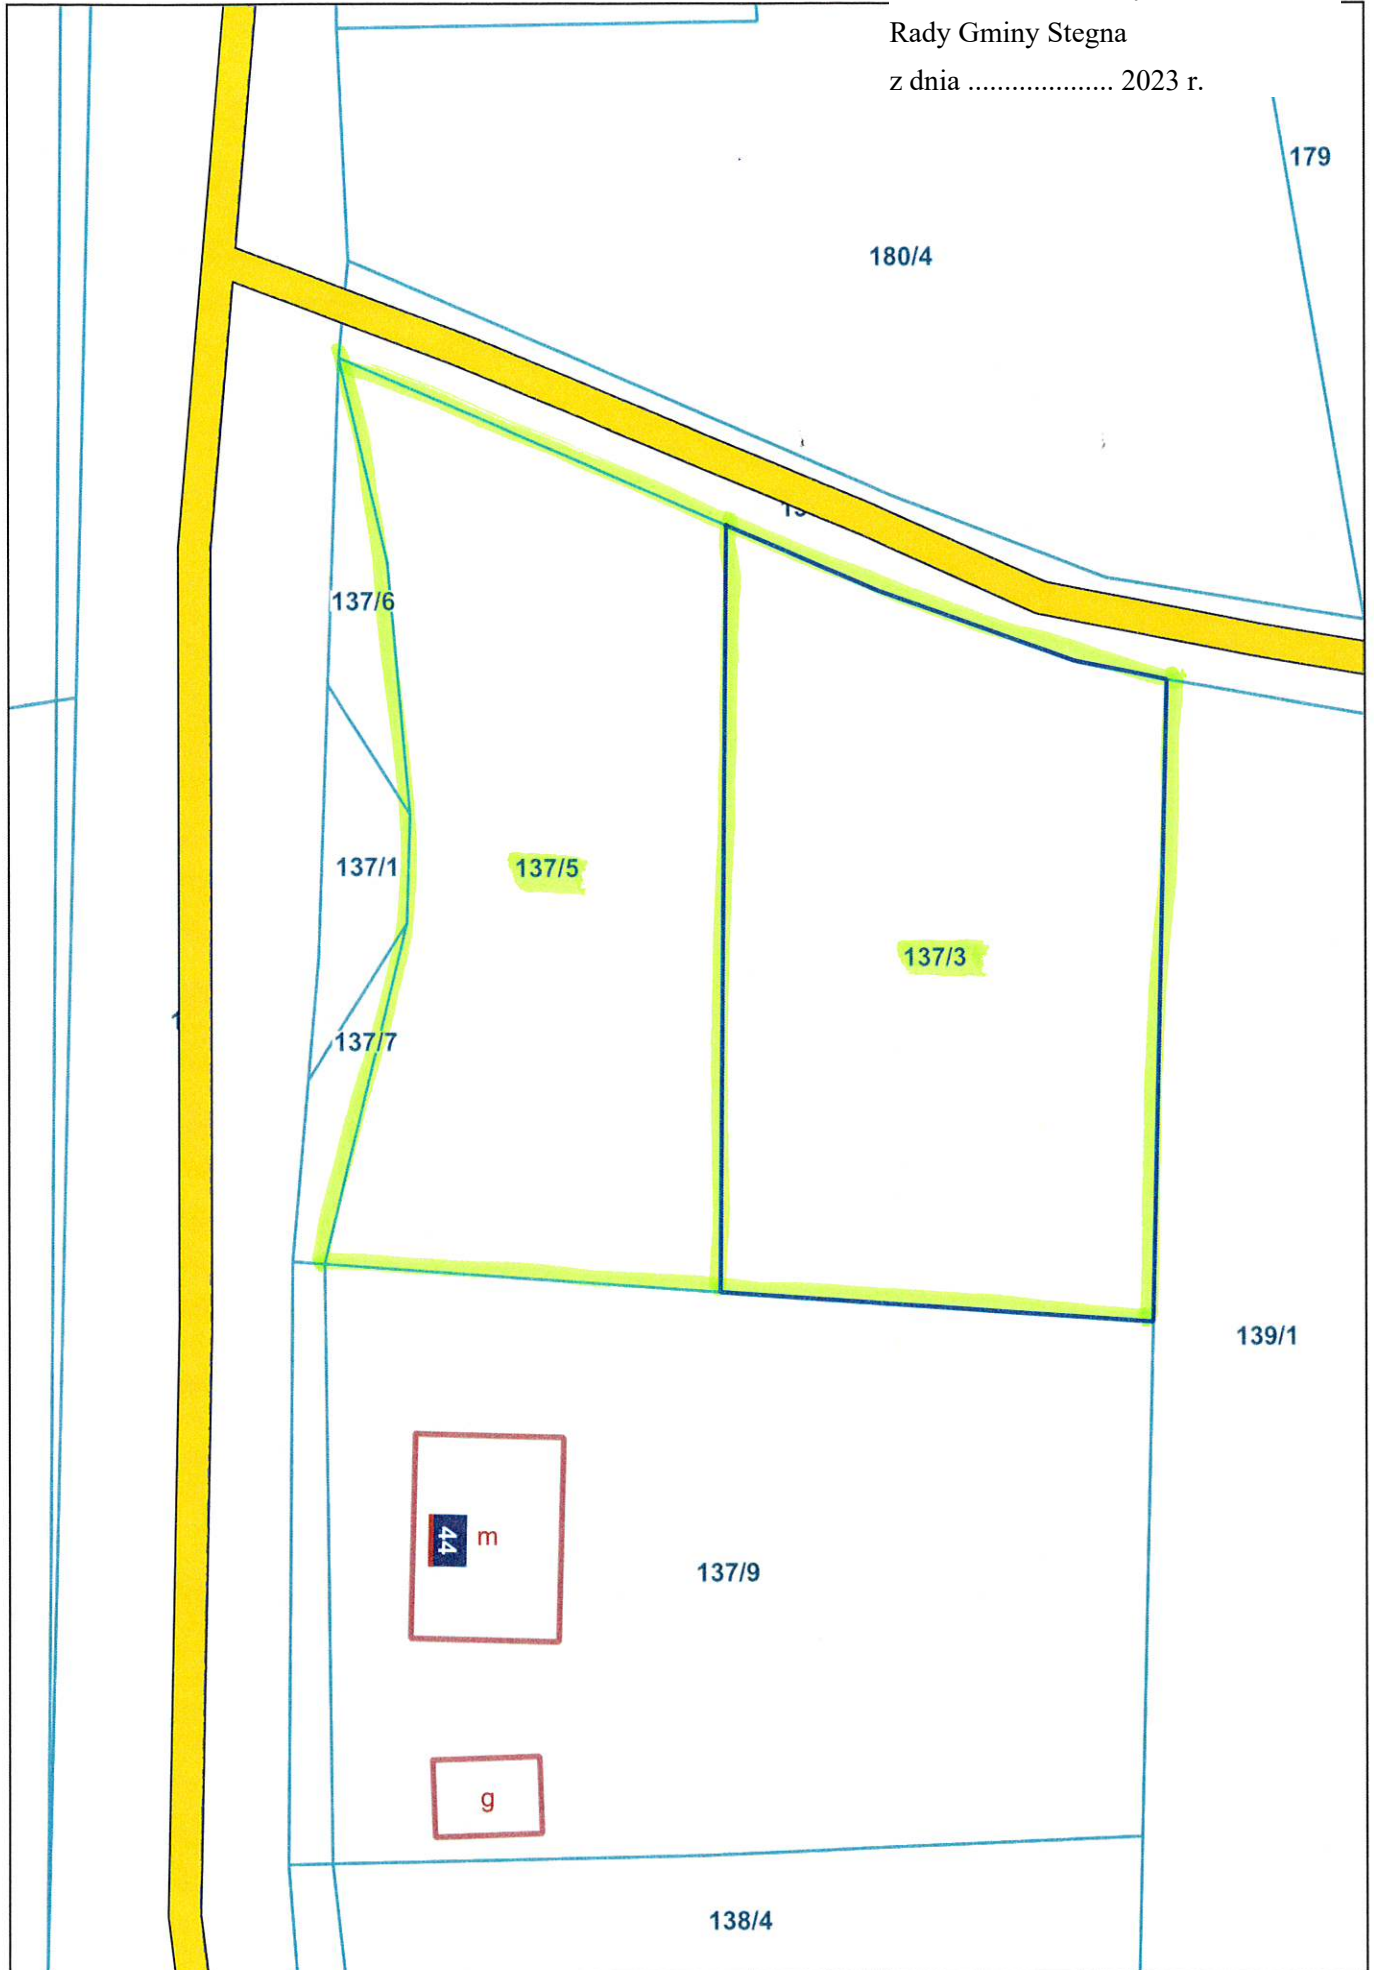 Rady Gminy Stegna
z dnia ................... 2023 r.
179
180/4
137/6
137/1
137/5
137/3
137/7
139/1
44
m
137/9
g
138/4